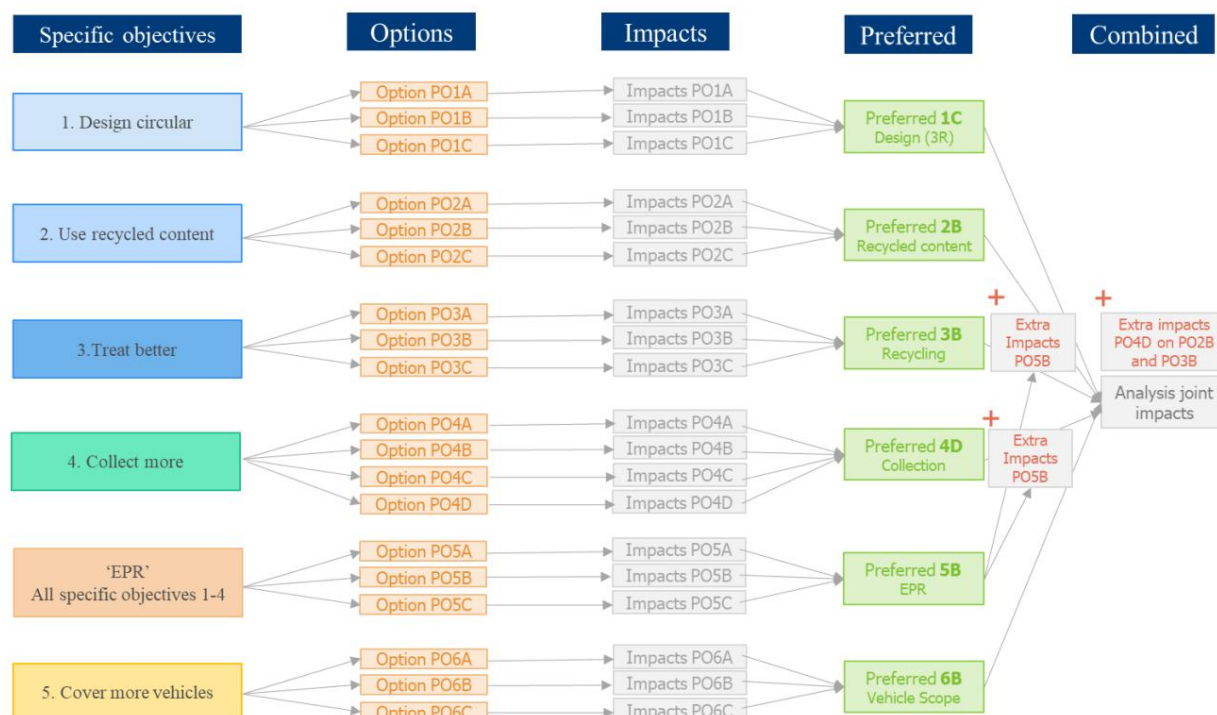 Specific objectives
Options
Impacts
Preferred
Combined
1. Design circular
Option PO1A
Option PO1B
Option PO1C
Impacts PO1A
Impacts PO1B
Impacts PO1C
Preferred 1C
Design (3R)
2. Use recycled content
Option PO2A
Option PO2B
Option PO2C
Impacts PO2A
Impacts PO2B
Impacts PO2C
Preferred 2B
Recycled content
3.Treat better
Option PO3A
Option PO3B
Option PO3C
Impacts PO3A
Impacts PO3B
Impacts PO3C
Preferred 3B
Recycling
+
Extra
Impacts
PO5B
+
Extra impacts
PO4D on PO2B
and PO3B
Analysis joint
impacts
4. Collect more
Option PO4A
Option PO4B
Option PO4C
Option PO4D
Impacts PO4A
Impacts PO4B
Impacts PO4C
Impacts PO4D
Preferred 4D
Collection
+
Extra
Impacts
PO5B
‘EPR’
All specific objectives 1-4
Option PO5A
Option PO5B
Option PO5C
Impacts PO5A
Impacts PO5B
Impacts PO5C
Preferred 5B
EPR
5. Cover more vehicles
Option PO6A
Option PO6B
Option PO6C
Impacts PO6A
Impacts PO6B
Impacts PO6C
Preferred 6B
Vehicle Scope